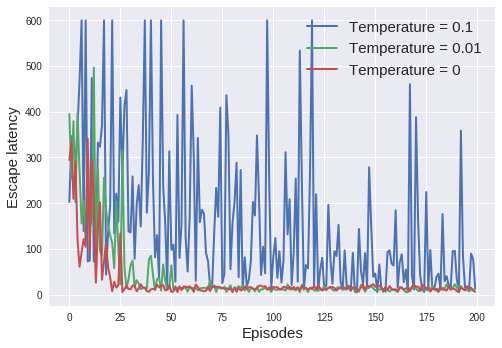 Temperature = 0.1
Temperature = 0.01
Temperature = 0
Escape latency
600
500
400
300
200
100
0
0 25 50 75 100 125 150 175 200
Episodes